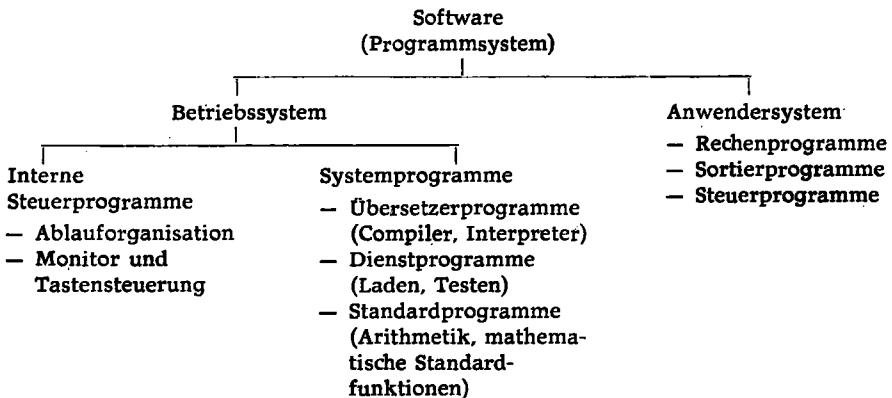 Software
(Programmsystem)
Betriebssystem
Anwendersystem
— Rechenprogramme
— Sortierprogramme
— Steuerprogramme
Interne
Steuerprogramme
— Ablauforganisation
— Monitor und
Tastensteuerung
Systemprogramme
— Übersetzerprogramme
(Compiler, Interpreter)
— Dienstprogramme
(Laden, Testen)
— Standardprogramme
(Arithmetik, mathema-
tische Standard-
funktionen)